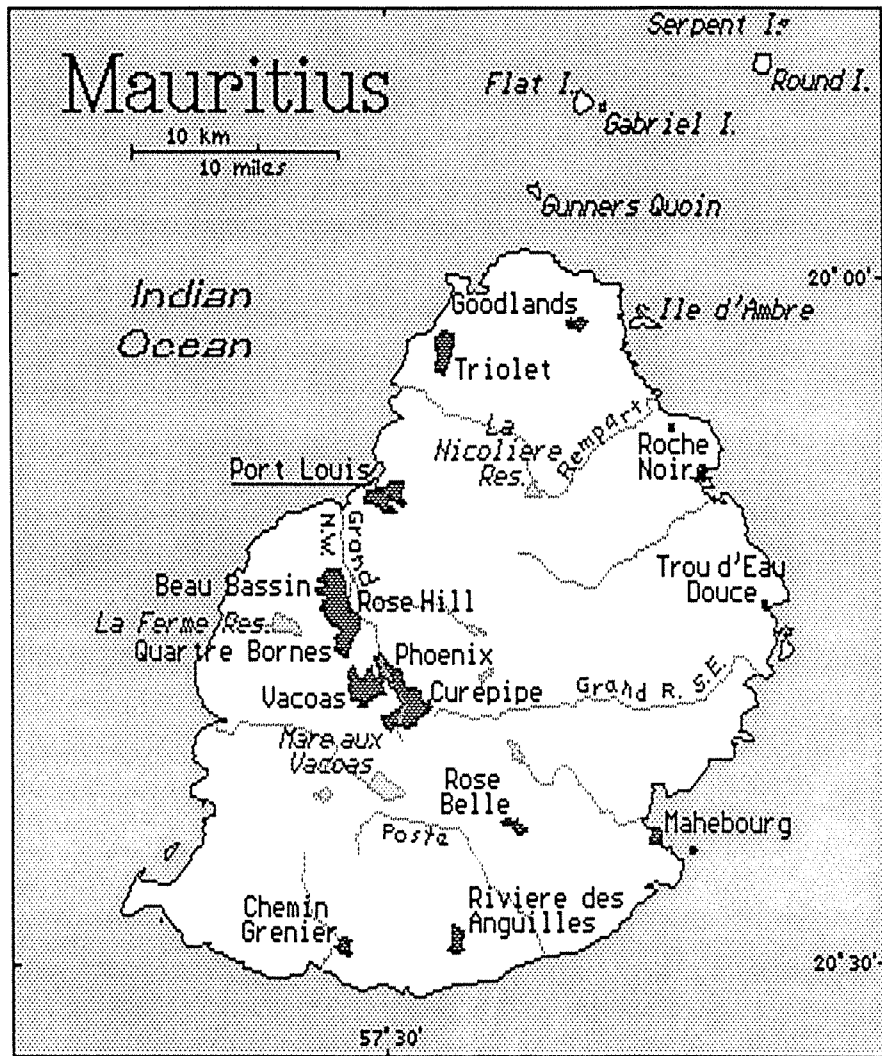 Serpent I.
Mauritius
Flat I.
Round I.
Gabriel I.
10 km
10 miles
Gunners Quoin
20°00'
Indian
Ocean
Goodlands
Ile d'Ambre
Triolet
La
Nicoliere
Res.
Rempart
Roche
Noire
Port Louis
N.W.
Grand
Trou d'Eau
Douce
Beau Bassin
Rose Hill
La Ferme Res.
Quartre Bornes
Phoenix
Vacoas
Curepipe
Grand R. S.E.
Mare aux
Vacoas
Rose
Belle
Poste
Mahebourg
Chemin
Grenier
Riviere des
Anguilles
20°30'
57°30'